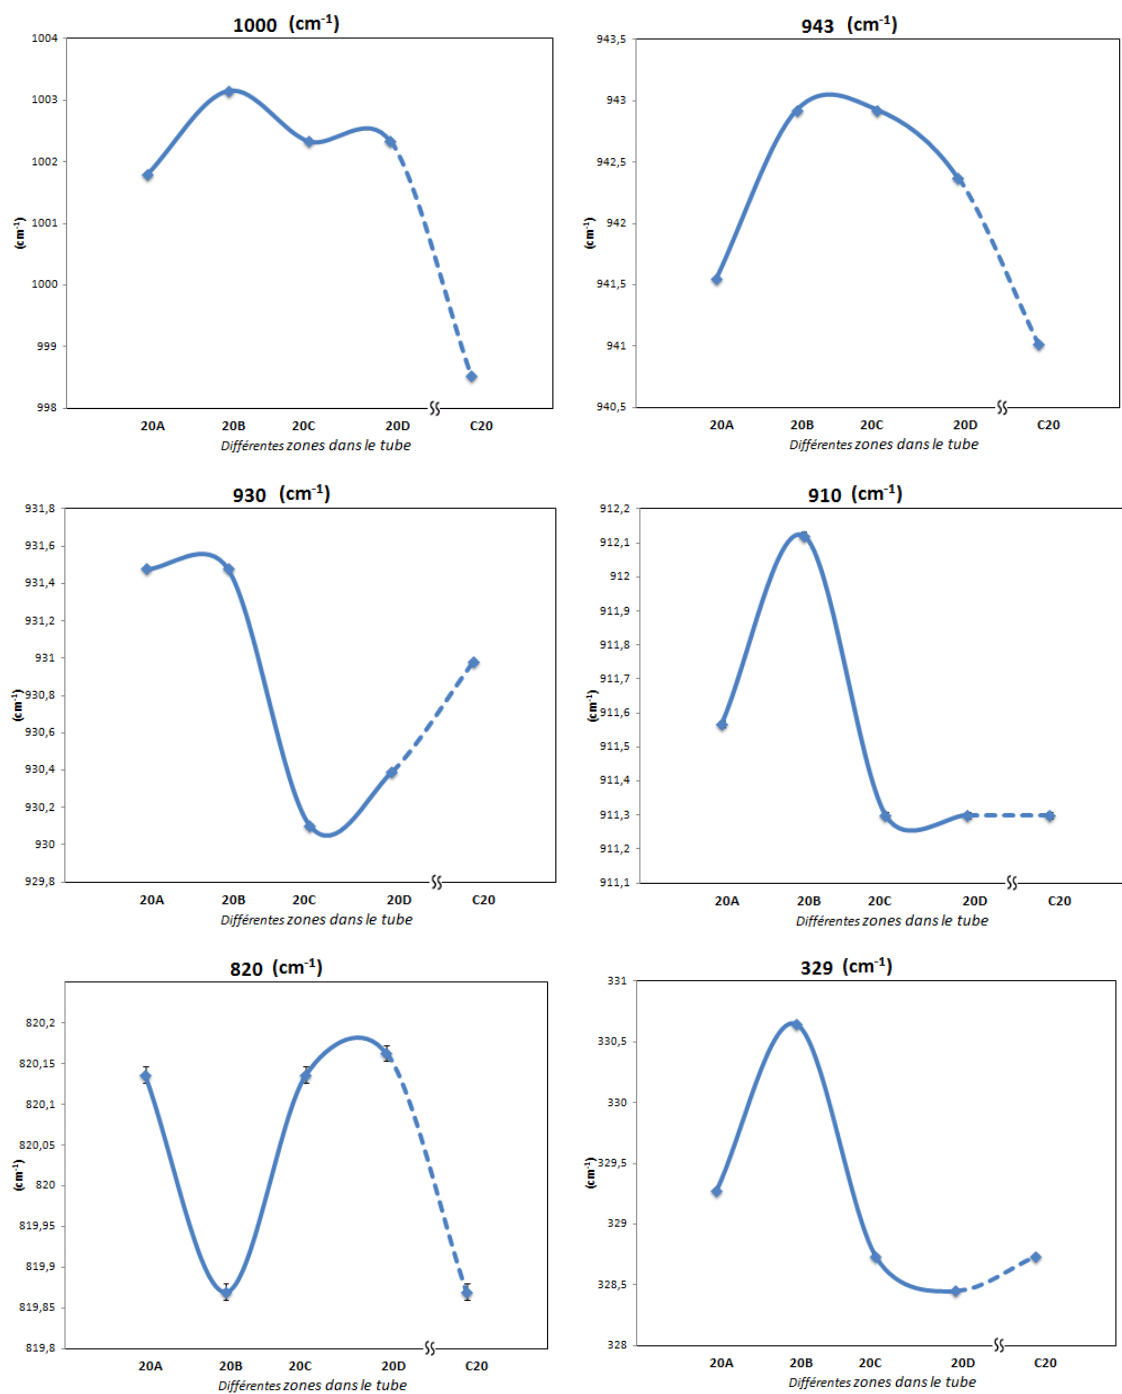 1000 (cm-1)
1004
1003
1002
1001
1000
999
998
(cm-1)
20A 20B 20C 20D C20
Différentes zones dans le tube
943 (cm-1)
943,5
943
942,5
942
941,5
941
940,5
(cm-1)
20A 20B 20C 20D C20
Différentes zones dans le tube
930 (cm-1)
931,8
931,6
931,4
931,2
931
930,8
930,6
930,4
930,2
930
929,8
(cm-1)
20A 20B 20C 20D C20
Différentes zones dans le tube
910 (cm-1)
912,2
912,1
912
911,9
911,8
911,7
911,6
911,5
911,4
911,3
911,2
911,1
(cm-1)
20A 20B 20C 20D C20
Différentes zones dans le tube
820 (cm-1)
820,2
820,15
820,1
820,05
820
819,95
819,9
819,85
819,8
(cm-1)
20A 20B 20C 20D C20
Différentes zones dans le tube
329 (cm-1)
331
330,5
330
329,5
329
328,5
328
(cm-1)
20A 20B 20C 20D C20
Différentes zones dans le tube